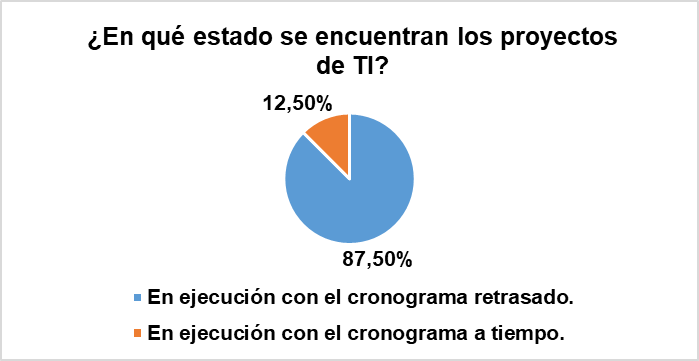 ¿En qué estado se encuentran los proyectos
de TI?
12,50%
87,50%
En ejecución con el cronograma retrasado.
En ejecución con el cronograma a tiempo.